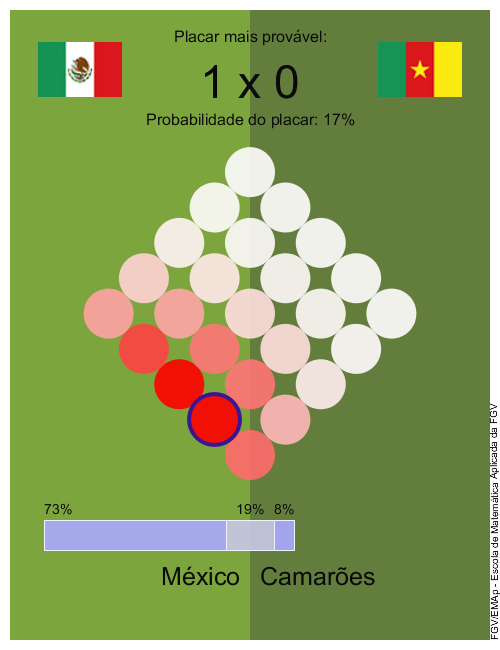 Placar mais provável:
1 x 0
Probabilidade do placar: 17%
73% 19% 8%
México Camarões
FGV/EMAp - Escola de Matemática Aplicada da FGV